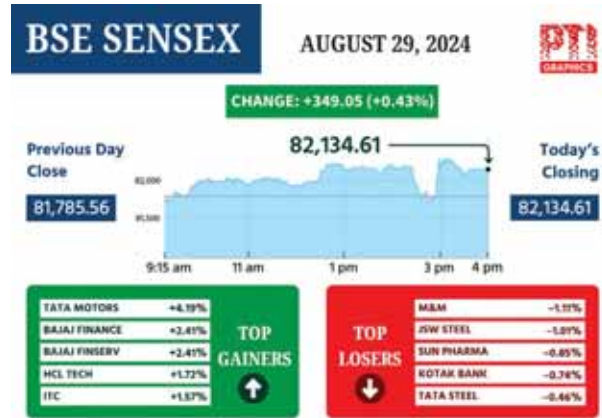 BSE SENSEX
AUGUST 29, 2024
PTI
GRAPHICS
CHANGE: +349.05 (+0.43%)
Previous Day
Close
81,785.56
82,134.61
Today's
Closing
82,134.61
82,000
81,500
9:15 am 11 am 1 pm 3 pm 4 pm
TATA MOTORS +4.19%
BAJAJ FINANCE +2.41%
BAJAJ FINSERV +2.41%
HCL TECH +1.72%
ITC +1.57%
TOP
GAINERS
TOP
LOSERS
M&M -1.11%
JSW STEEL -1.01%
SUN PHARMA -0.85%
KOTAK BANK -0.74%
TATA STEEL -0.46%